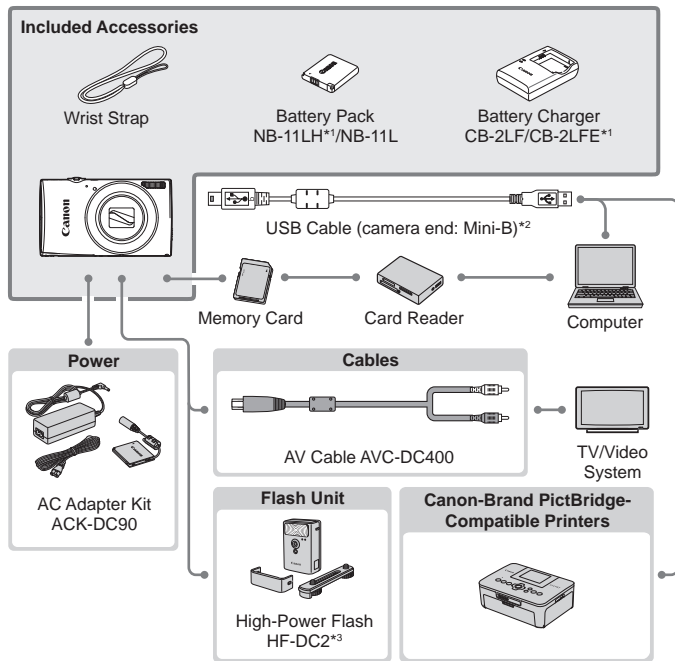 Included Accessories
Wrist Strap
Battery Pack
NB-11LH*1/NB-11L
Battery Charger
CB-2LF/CB-2LFE*1
Canon
USB Cable (camera end: Mini-B)*2
Memory Card
Card Reader
Computer
Power
AC Adapter Kit
ACK-DC90
Cables
AV Cable AVC-DC400
TV/Video
System
Flash Unit
High-Power Flash
HF-DC2*3
Canon-Brand PictBridge-
Compatible Printers